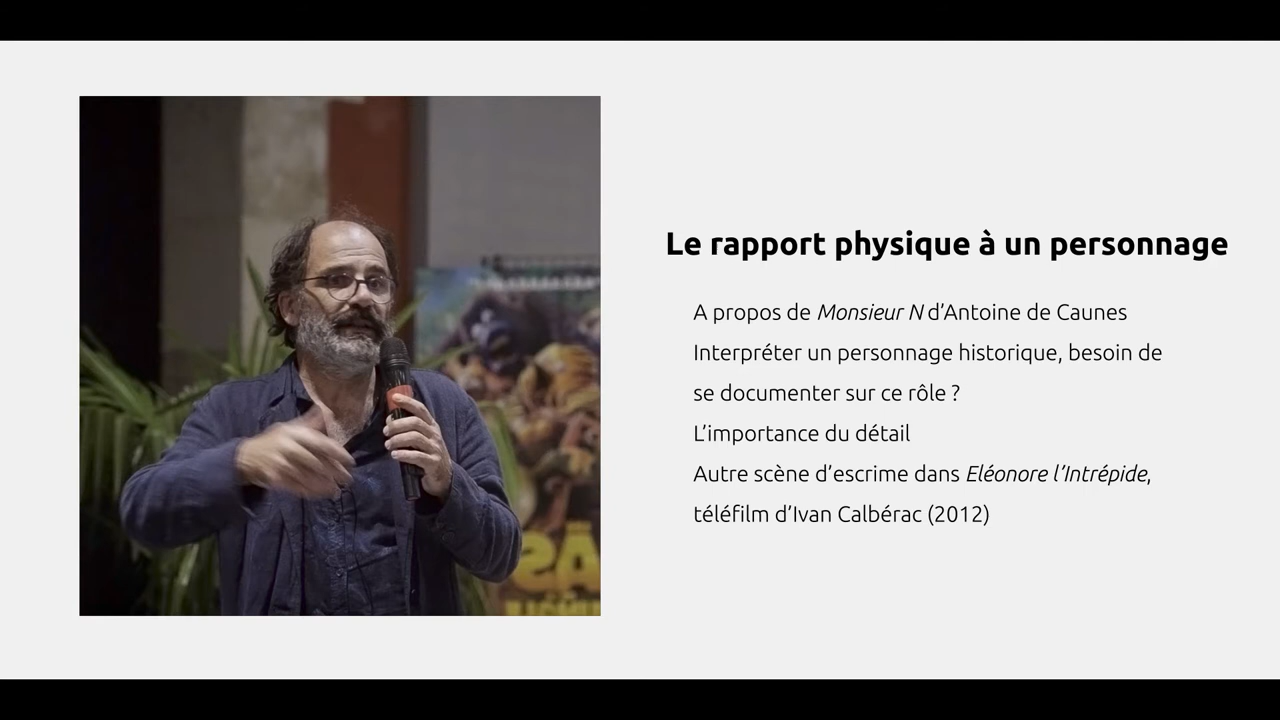 Le rapport physique à un personnage
A propos de Monsieur N d’Antoine de Caunes
Interpréter un personnage historique, besoin de
se documenter sur ce rôle ?
L’importance du détail
Autre scène d’escrime dans Eléonore l’Intrépide,
téléfilm d’Ivan Calbérac (2012)